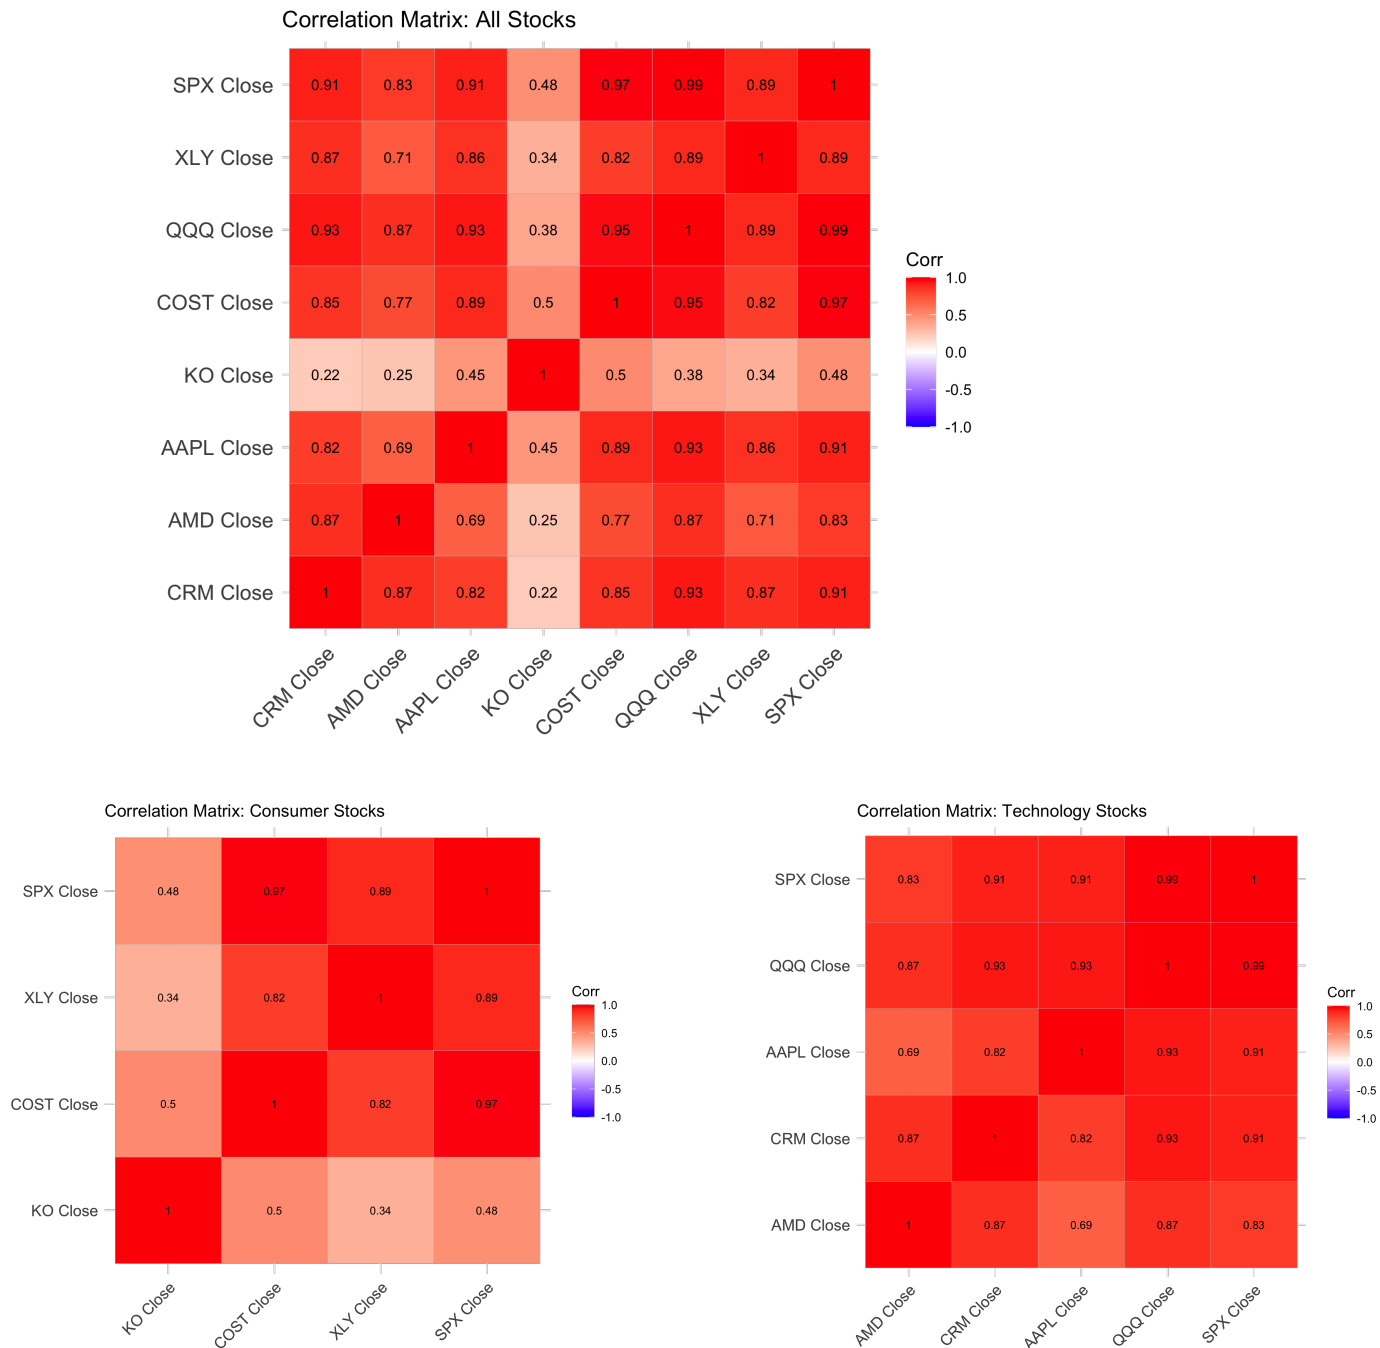 Correlation Matrix: All Stocks
SPX Close 0.91 0.83 0.91 0.48 0.97 0.99 0.89 1
XLY Close 0.87 0.71 0.86 0.34 0.82 0.89 1 0.89
QQQ Close 0.93 0.87 0.93 0.38 0.95 1 0.89 0.99
COST Close 0.85 0.77 0.89 0.5 1 0.95 0.82 0.97
KO Close 0.22 0.25 0.45 1 0.5 0.38 0.34 0.48
AAPL Close 0.82 0.69 1 0.45 0.89 0.93 0.86 0.91
AMD Close 0.87 1 0.69 0.25 0.77 0.87 0.71 0.83
CRM Close 1 0.87 0.82 0.22 0.85 0.93 0.87 0.91
CRM Close AMD Close AAPL Close KO Close COST Close QQQ Close XLY Close SPX Close
Corr
1.0
0.5
0.0
-0.5
-1.0
Correlation Matrix: Consumer Stocks
SPX Close 0.48 0.97 0.89 1
XLY Close 0.34 0.82 1 0.89
COST Close 0.5 1 0.82 0.97
KO Close 1 0.5 0.34 0.48
KO Close COST Close XLY Close SPX Close
Corr
1.0
0.5
0.0
-0.5
-1.0
Correlation Matrix: Technology Stocks
SPX Close 0.83 0.91 0.91 0.99 1
QQQ Close 0.87 0.93 0.93 1 0.99
AAPL Close 0.69 0.82 1 0.93 0.91
CRM Close 0.87 1 0.82 0.93 0.91
AMD Close 1 0.87 0.69 0.87 0.83
AMD Close CRM Close AAPL Close QQQ Close SPX Close
Corr
1.0
0.5
0.0
-0.5
-1.0